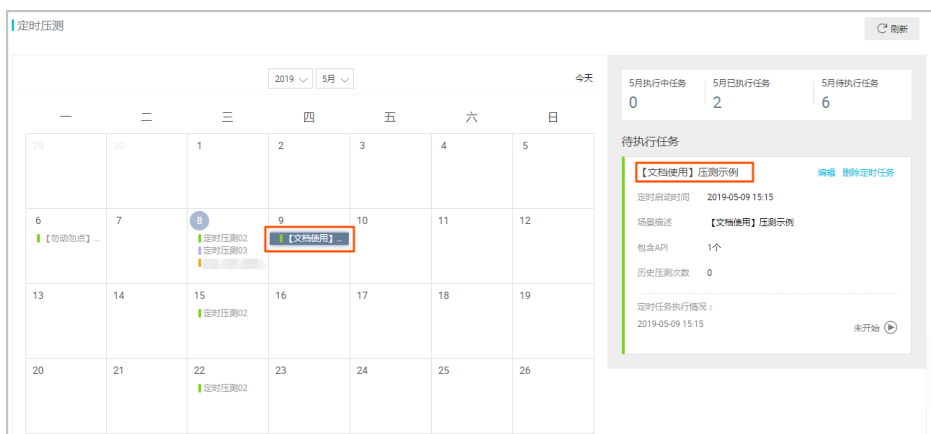 定时压测
刷新
2019 5月 今天
一 二 三 四 五 六 日
29 30 1 2 3 4 5
6 7 8 9 10 11 12
【勿动勿点】...
定时压测02
定时压测03
【文档使用】...
13 14 15 16 17 18 19
定时压测02
20 21 22 23 24 25 26
定时压测02
5月执行中任务 5月已执行任务 5月待执行任务
0 2 6
待执行任务
【文档使用】压测示例 编辑 删除定时任务
定时启动时间 2019-05-09 15:15
场景描述 【文档使用】压测示例
包含API 1个
历史压测次数 0
定时任务执行情况：
2019-05-09 15:15 未开始